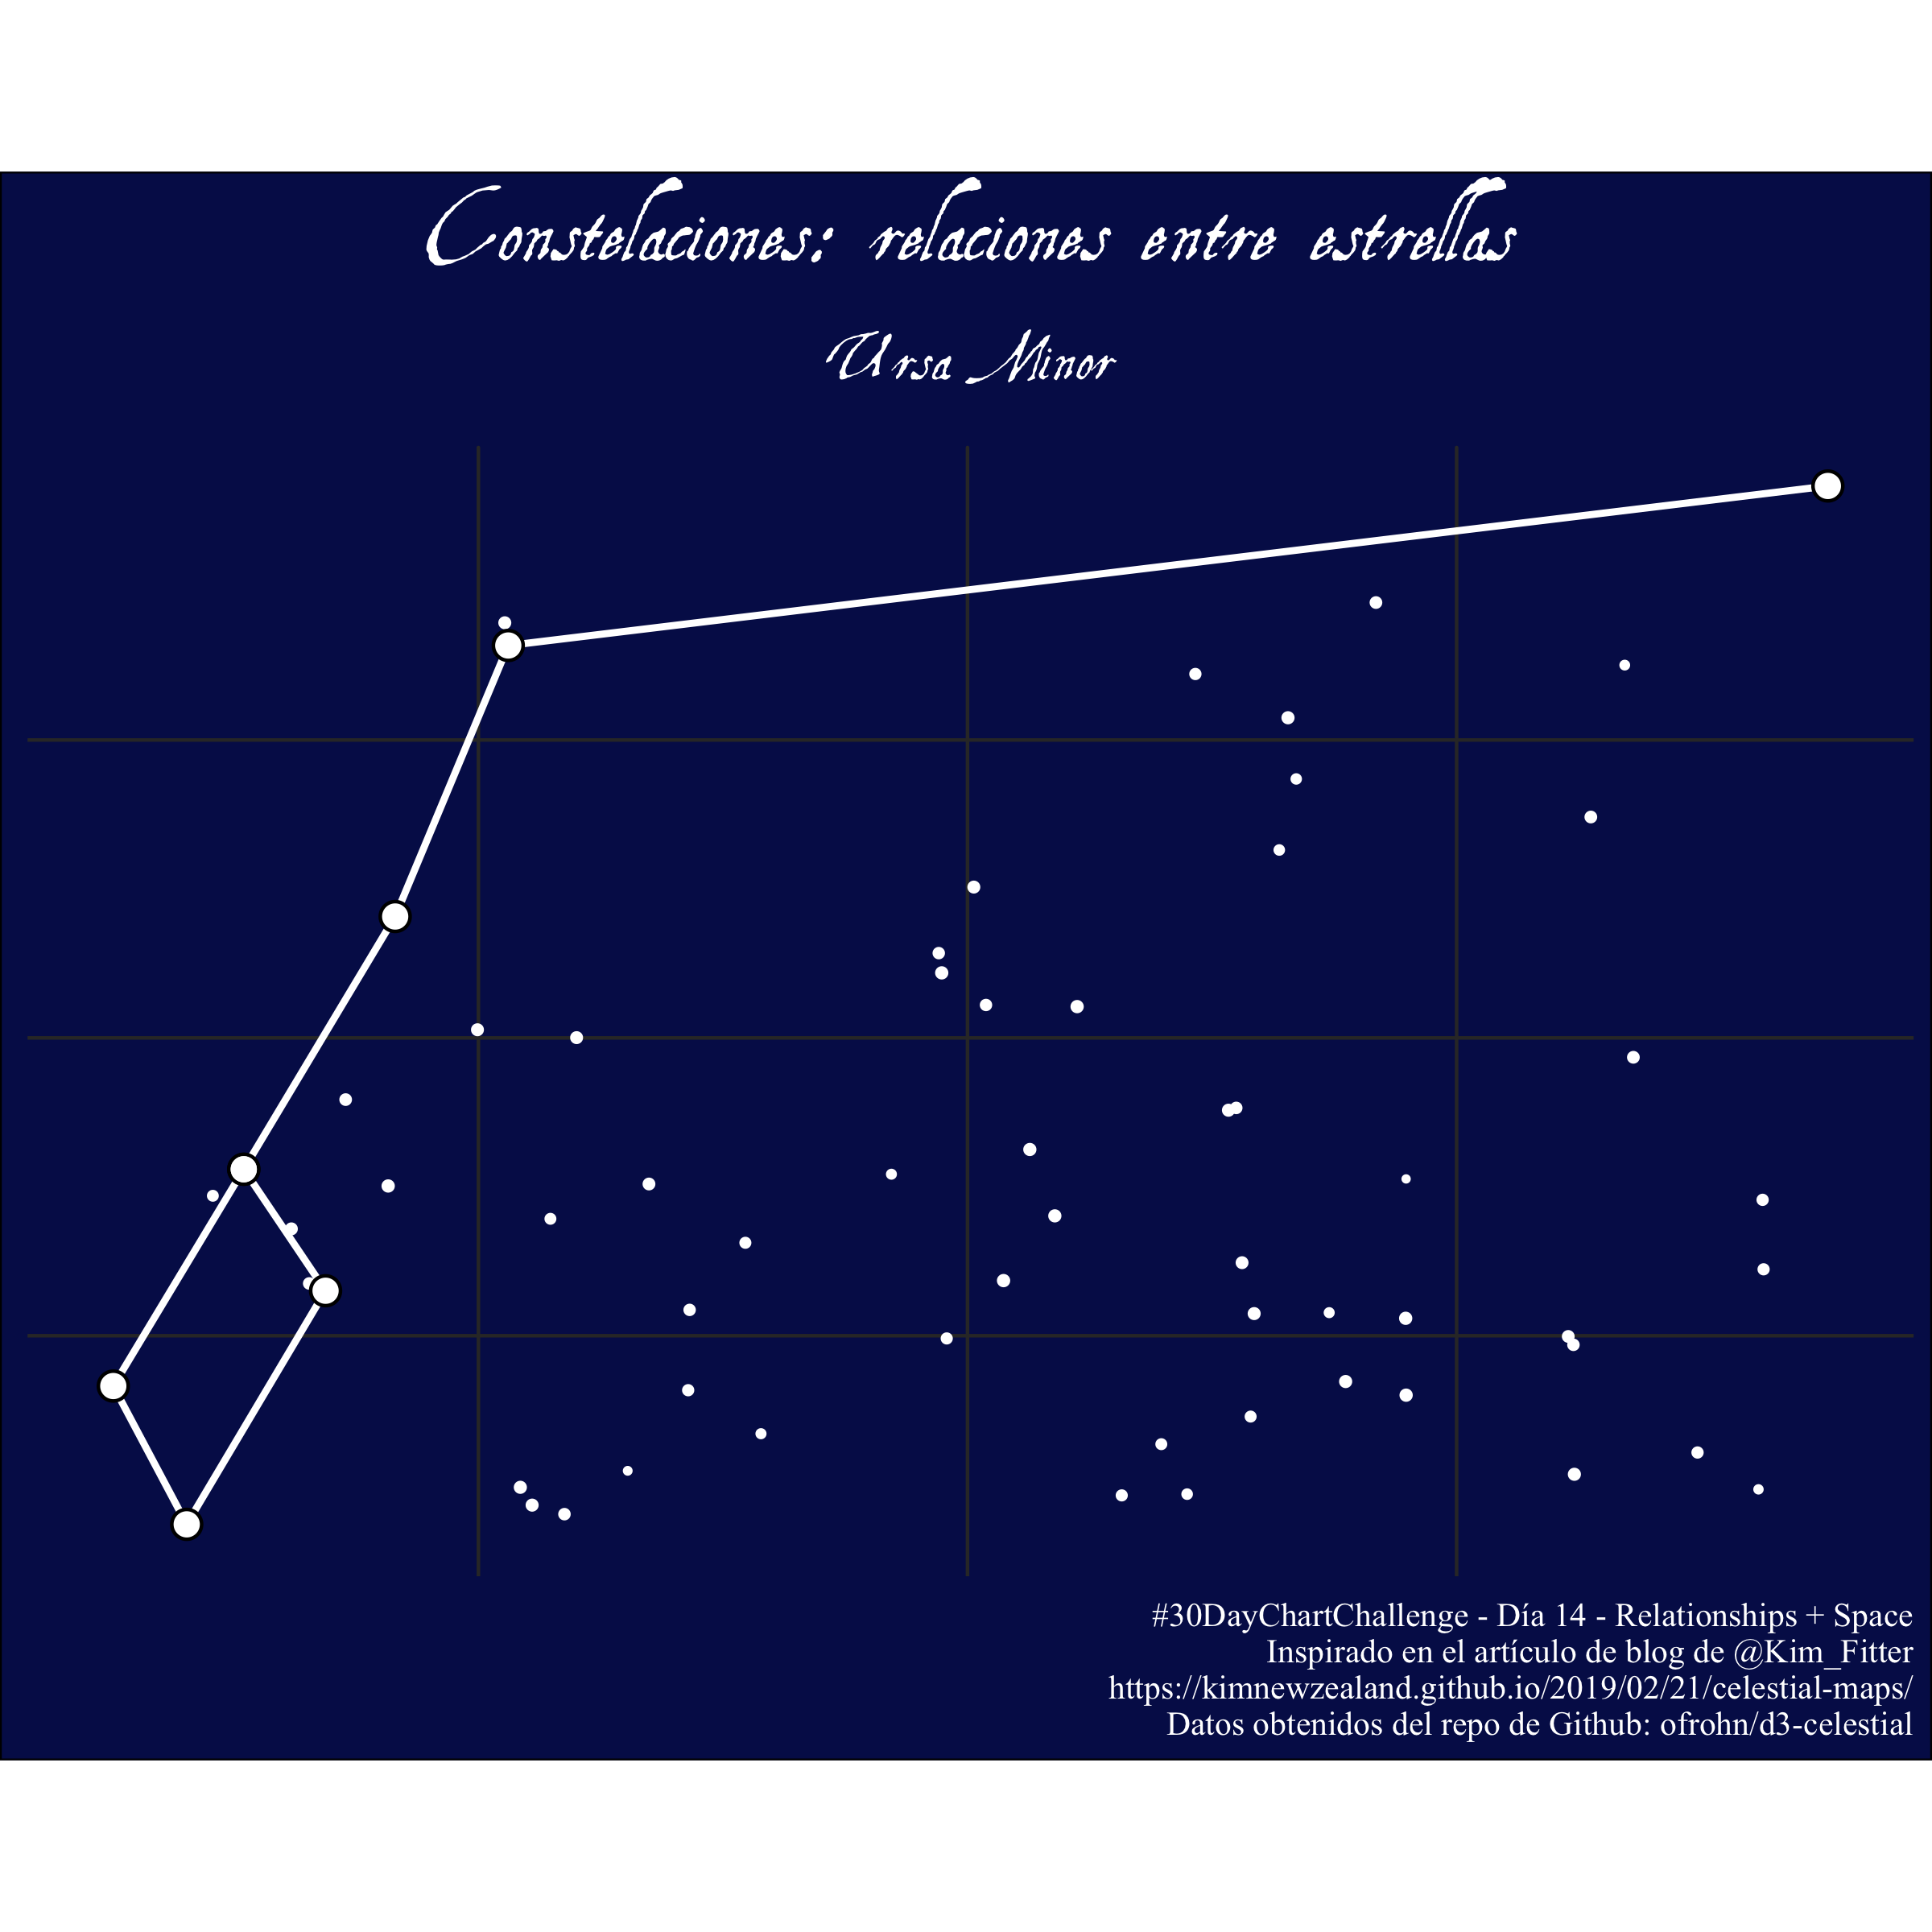 Constelaciones: relaciones entre estrellas
Ursa Minor
#30DayChartChallenge - Día 14 - Relationships + Space
Inspirado en el artículo de blog de @Kim_Fitter
https://kimnewzealand.github.io/2019/02/21/celestial-maps/
Datos obtenidos del repo de Github: ofrohn/d3-celestial